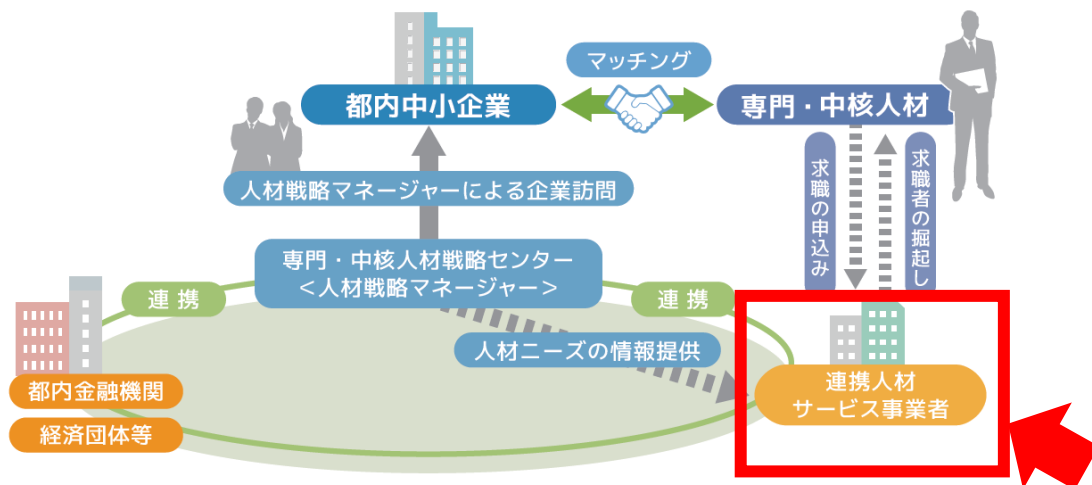 マッチング
都内中小企業
専門・中核人材
人材戦略マネージャーによる企業訪問
求職の申込み
求職者の掘起し
専門・中核人材戦略センター
<人材戦略マネージャー>
連携
連携
人材ニーズの情報提供
都内金融機関
経済団体等
連携人材
サービス事業者